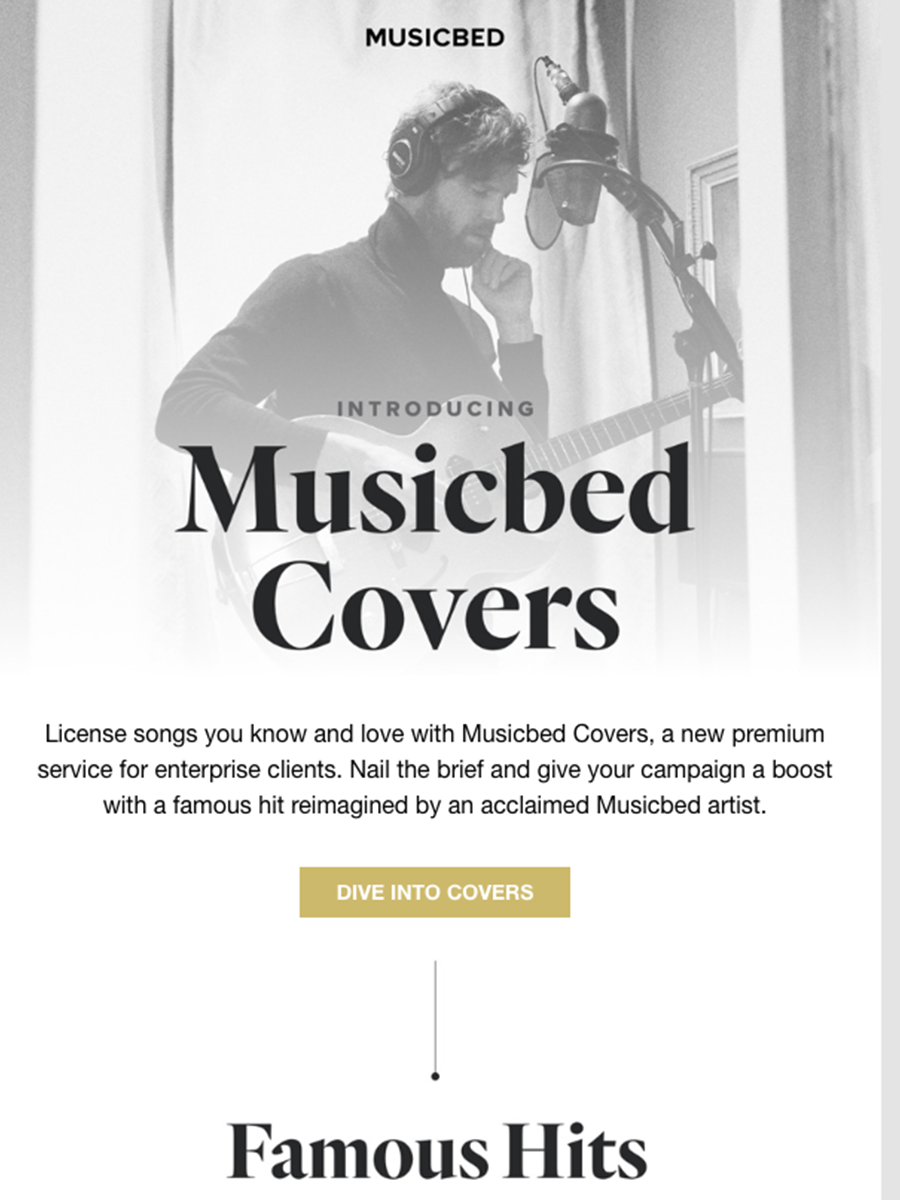 MUSICBED
INTRODUCING
Musicbed
Covers
License songs you know and love with Musicbed Covers, a new premium
service for enterprise clients. Nail the brief and give your campaign a boost
with a famous hit reimagined by an acclaimed Musicbed artist.
DIVE INTO COVERS
Famous Hits